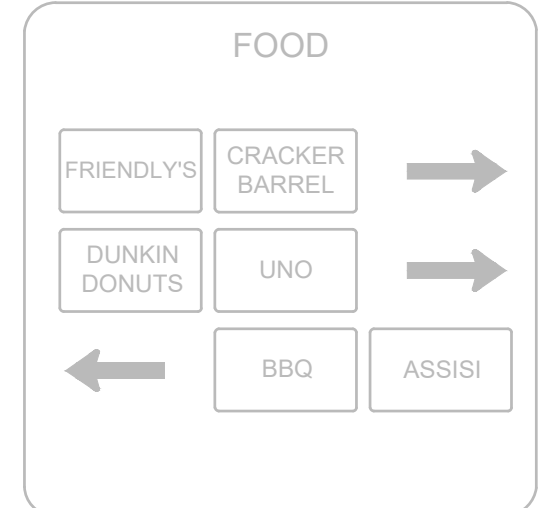 FOOD
FRIENDLY'S
CRACKER
BARREL
DUNKIN
DONUTS
UNO
BBQ
ASSISI